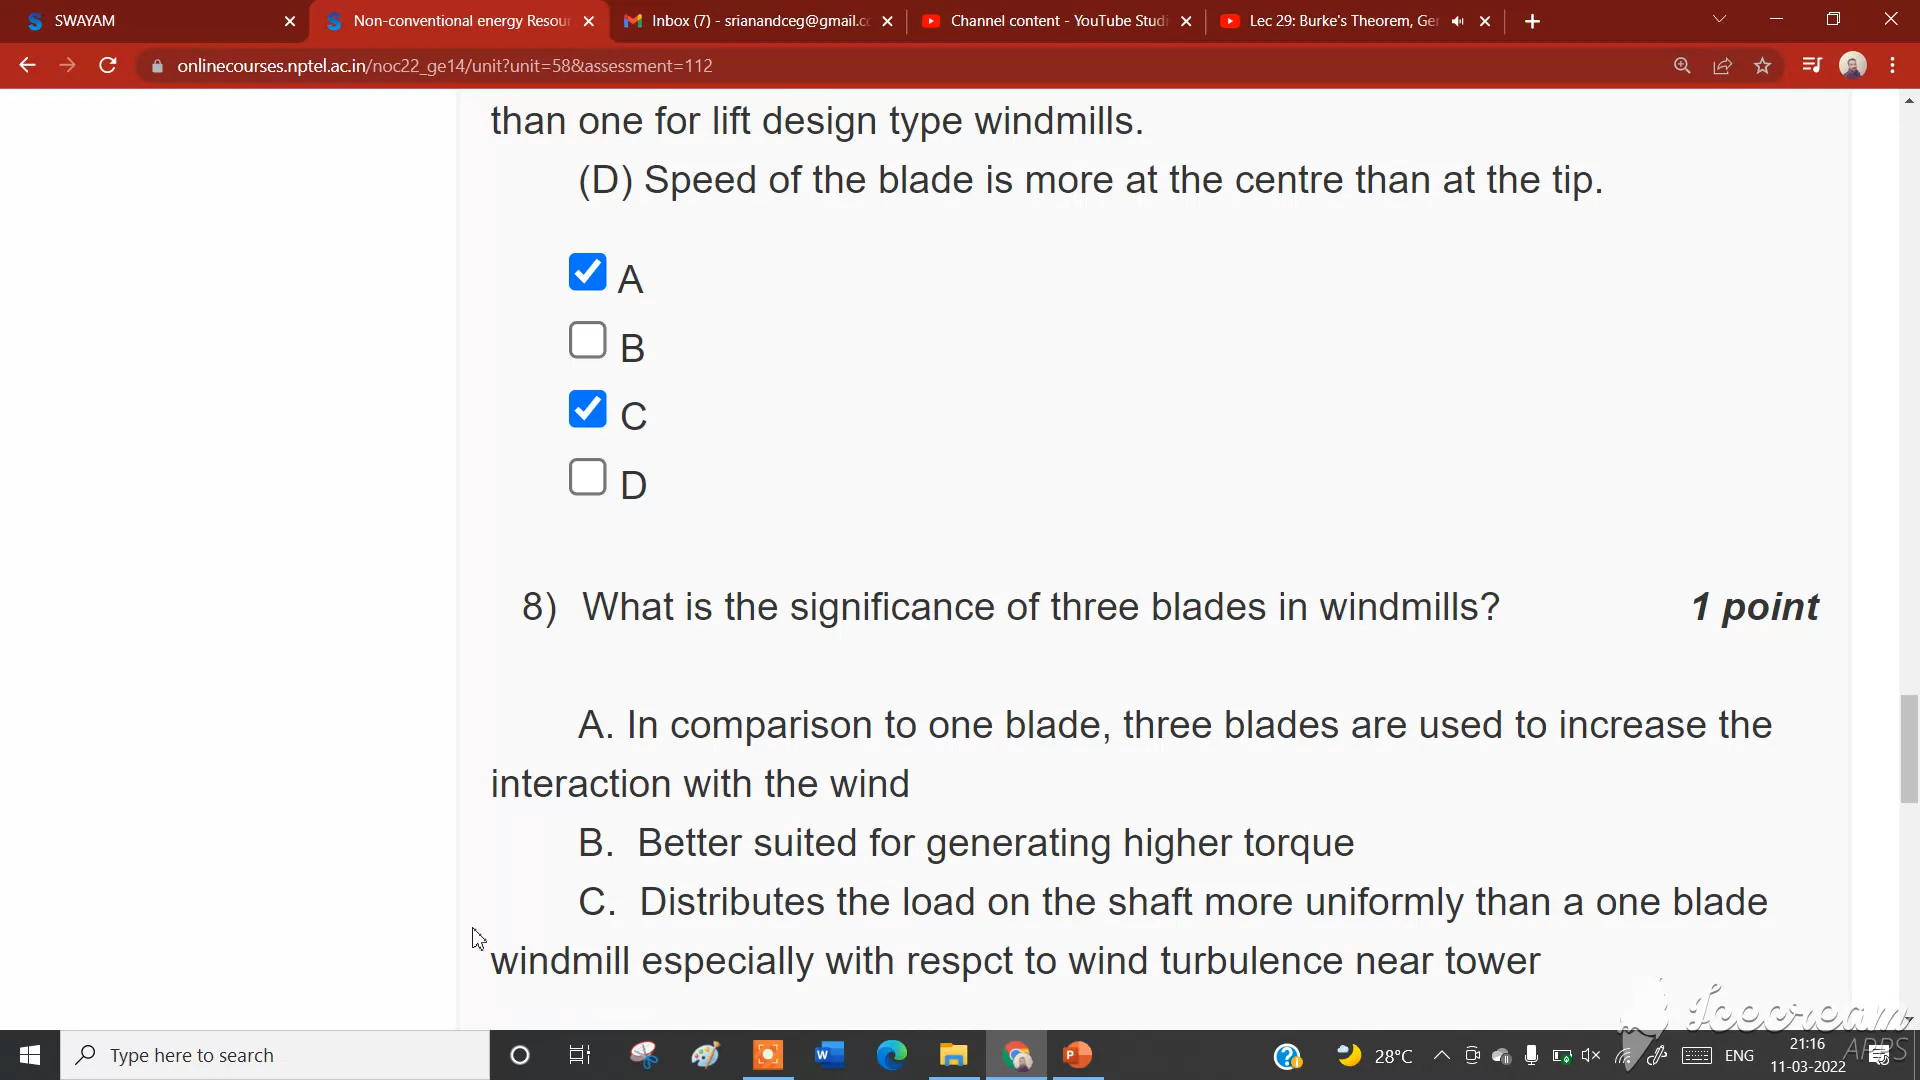 SWAYAM
Non-conventional energy Resou
Inbox (7) - srianandceg@gmail.c
Channel content - YouTube Studi
Lec 29: Burke's Theorem, Ger
onlinecourses.nptel.ac.in/noc22_ge14/unit?unit=58&assessment=112
than one for lift design type windmills.
(D) Speed of the blade is more at the centre than at the tip.
A
B
C
D
8) What is the significance of three blades in windmills? 1 point
A. In comparison to one blade, three blades are used to increase the
interaction with the wind
B. Better suited for generating higher torque
C. Distributes the load on the shaft more uniformly than a one blade
windmill especially with respct to wind turbulence near tower
Icecream
APPS
Type here to search
28°C
ENG
21:16
11-03-2022